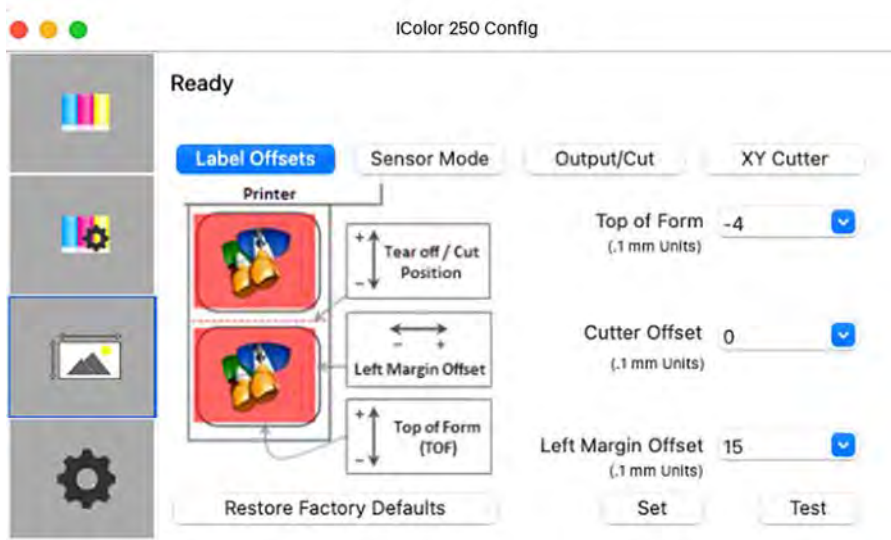 IColor 250 Config
Ready
Label Offsets
Sensor Mode
Output/Cut
XY Cutter
Printer
+
-
Tear off / Cut
Position
- +
Left Margin Offset
+
-
Top of Form
(TOF)
Top of Form
(.1 mm Units)
-4
Cutter Offset
(.1 mm Units)
0
Left Margin Offset
(.1 mm Units)
15
Restore Factory Defaults
Set
Test